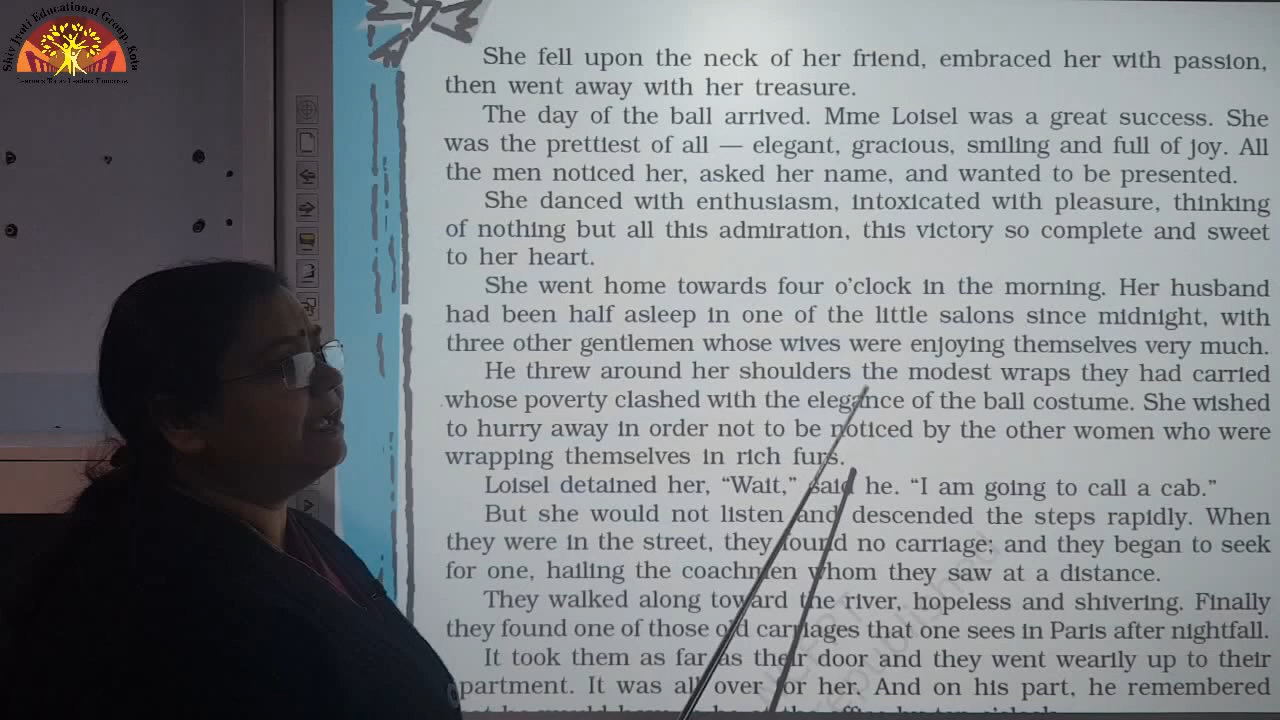 Shiv Jyoti Educational Group, Kota
She fell upon the neck of her friend, embraced her with passion,
then went away with her treasure.
The day of the ball arrived. Mme Loisel was a great success. She
was the prettiest of all — elegant, gracious, smiling and full of joy. All
the men noticed her, asked her name, and wanted to be presented.
She danced with enthusiasm, intoxicated with pleasure, thinking
of nothing but all this admiration, this victory so complete and sweet
to her heart.
She went home towards four o'clock in the morning. Her husband
had been half asleep in one of the little salons since midnight, with
three other gentlemen whose wives were enjoying themselves very much.
He threw around her shoulders the modest wraps they had carried
whose poverty clashed with the elegance of the ball costume. She wished
to hurry away in order not to be noticed by the other women who were
wrapping themselves in rich furs.
Loisel detained her, “Wait,” said he. “I am going to call a cab.”
But she would not listen and descended the steps rapidly. When
they were in the street, they found no carriage; and they began to seek
for one, hailing the coachmen whom they saw at a distance.
They walked along toward the river, hopeless and shivering. Finally
they found one of those old carriages that one sees in Paris after nightfall.
It took them as far as their door and they went wearily up to their
apartment. It was all over for her. And on his part, he remembered